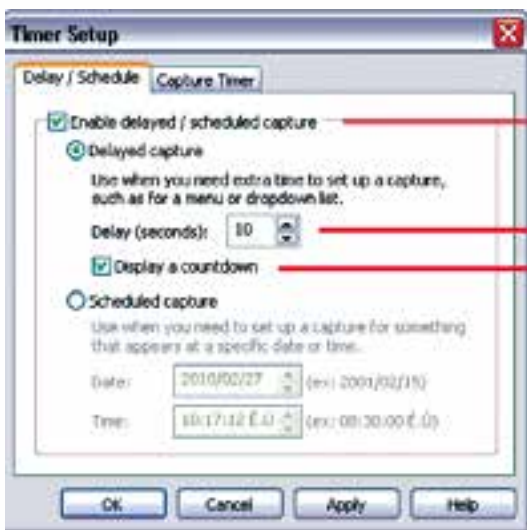 Timer Setup
Delay / Schedule
Capture Timer
Enable delayed / scheduled capture
Delayed capture
Use when you need extra time to set up a capture,
such as for a menu or dropdown list.
Delay (seconds): 10
Display a countdown
Scheduled capture
Use when you need to set up a capture for something
that appears at a specific date or time.
Date: 2010/02/27 (ex: 2001/02/15)
Time: 10:17:12 É.Ù (ex: 08:30:00 É.Ù)
OK Cancel Apply Help